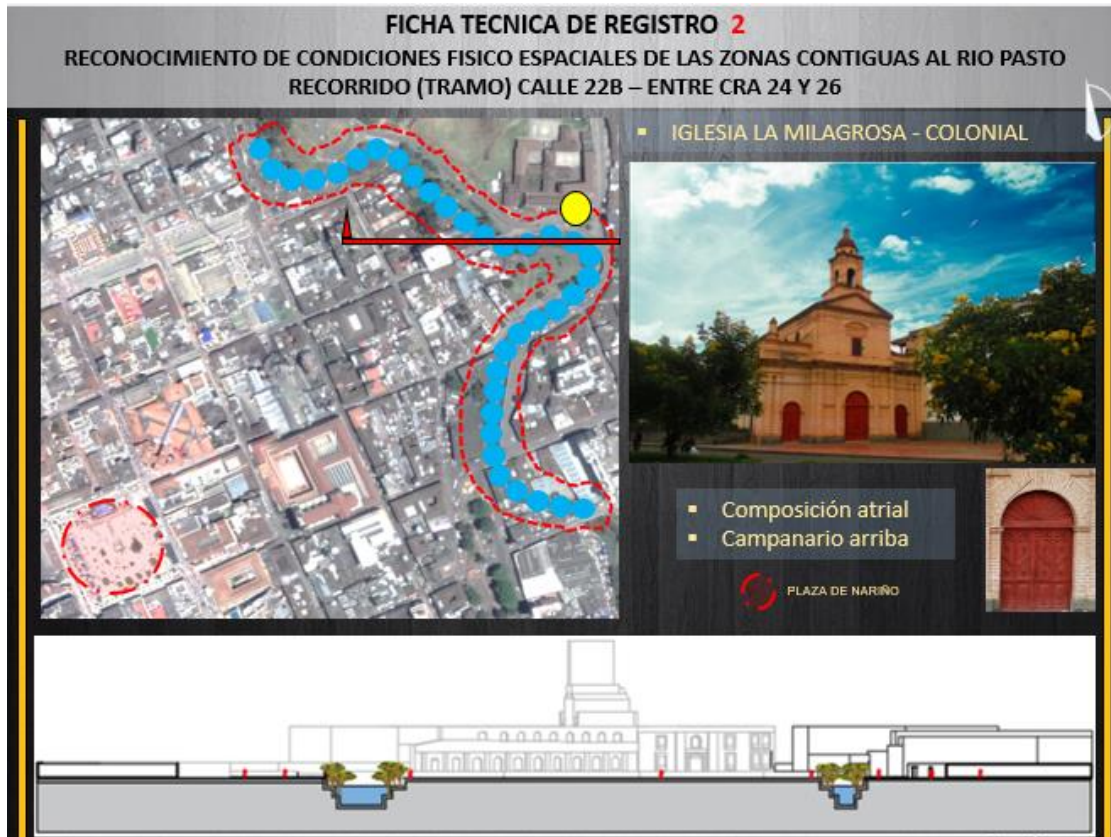 FICHA TECNICA DE REGISTRO 2
RECONOCIMIENTO DE CONDICIONES FISICO ESPACIALES DE LAS ZONAS CONTIGUAS AL RIO PASTO
RECORRIDO (TRAMO) CALLE 22B – ENTRE CRA 24 Y 26
▪ IGLESIA LA MILAGROSA - COLONIAL
▪ Composición atrial
▪ Campanario arriba
PLAZA DE NARIÑO